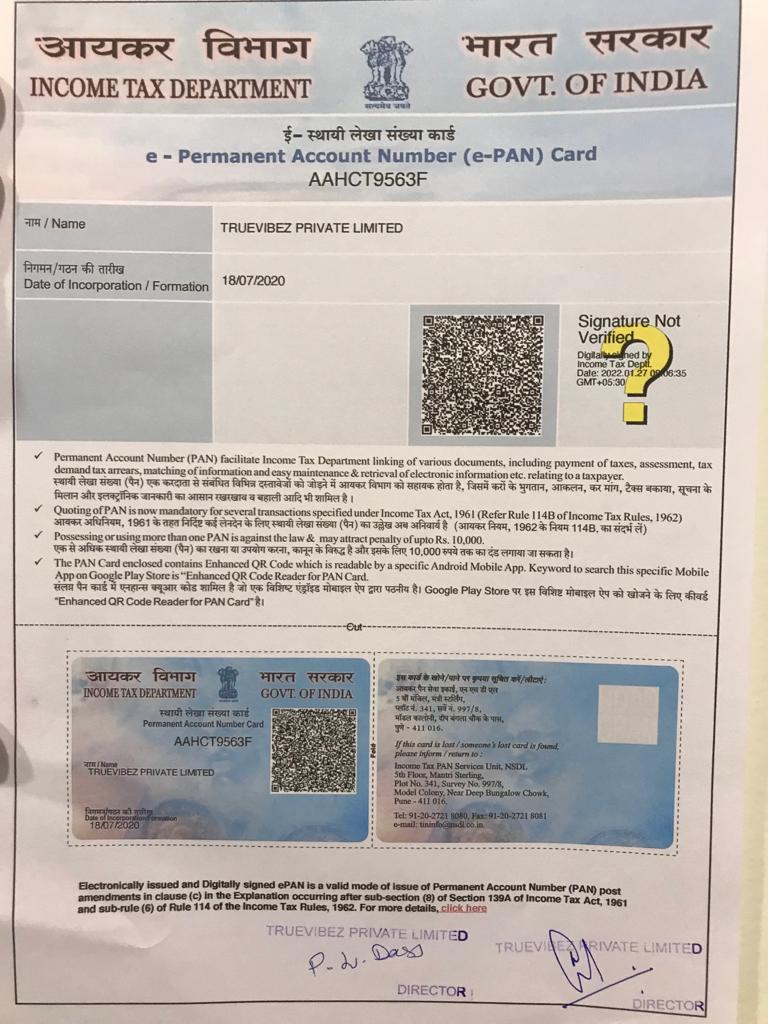 आयकर विभाग
INCOME TAX DEPARTMENT
सत्यमेव जयते
भारत सरकार
GOVT. OF INDIA
ई- स्थायी लेखा संख्या कार्ड
e - Permanent Account Number (e-PAN) Card
AAHCT9563F
नाम / Name
TRUEVIBEZ PRIVATE LIMITED
निगमन/गठन की तारीख
Date of Incorporation / Formation
18/07/2020
Signature Not
Verified
Digitally signed by
Income Tax Deptt.
Date: 2022.01.27 09:06:35
GMT+05:30
?
✓ Permanent Account Number (PAN) facilitate Income Tax Department linking of various documents, including payment of taxes, assessment, tax
demand tax arrears, matching of information and easy maintenance & retrieval of electronic information etc. relating to a taxpayer.
स्थायी लेखा संख्या (पैन) एक करदाता से संबंधित विभिन्न दस्तावेजों को जोड़ने में आयकर विभाग को सहायक होता है, जिसमें करों के भुगतान, आकलन, कर मांग, टैक्स बकाया, सूचना के
मिलान और इलक्ट्रॉनिक जानकारी का आसान रखरखाव व बहाली आदि भी शामिल है ।
✓ Quoting of PAN is now mandatory for several transactions specified under Income Tax Act, 1961 (Refer Rule 114B of Income Tax Rules, 1962)
आयकर अधिनियम, 1961 के तहत निर्दिष्ट कई लेनदेन के लिए स्थायी लेखा संख्या (पैन) का उल्लेख अब अनिवार्य है (आयकर नियम, 1962 के नियम 114B, का संदर्भ लें)
✓ Possessing or using more than one PAN is against the law & may attract penalty of upto Rs. 10,000.
एक से अधिक स्थायी लेखा संख्या (पैन) का रखना या उपयोग करना, कानून के विरुद्ध है और इसके लिए 10,000 रुपये तक का दंड लगाया जा सकता है।
✓ The PAN Card enclosed contains Enhanced QR Code which is readable by a specific Android Mobile App. Keyword to search this specific Mobile
App on Google Play Store is "Enhanced QR Code Reader for PAN Card.
संलग्न पैन कार्ड में एनहान्स क्यूआर कोड शामिल है जो एक विशिष्ट एंड्रॉइड मोबाइल ऐप द्वारा पठनीय है। Google Play Store पर इस विशिष्ट मोबाइल ऐप को खोजने के लिए कीवर्ड
"Enhanced QR Code Reader for PAN Card" है।
Cut
आयकर विभाग
INCOME TAX DEPARTMENT
भारत सरकार
GOVT. OF INDIA
स्थायी लेखा संख्या कार्ड
Permanent Account Number Card
AAHCT9563F
नाम / Name
TRUEVIBEZ PRIVATE LIMITED
निगमन/गठन की तारीख
Date of Incorporation/Formation
18/07/2020
Fold
इस कार्ड के खोने/पाने पर कृपया सूचित करें/लौटाएं:
आयकर पैन सेवा इकाई, एन एस डी एल
5 वीं मंजिल, मंत्री स्टर्लिंग,
प्लॉट नं. 341, सर्वे नं. 997/8,
मॉडल कालोनी, दीप बंगला चौक के पास,
पुणे - 411 016.
If this card is lost / someone's lost card is found,
please inform / return to :
Income Tax PAN Services Unit, NSDL
5th Floor, Mantri Sterling,
Plot No. 341, Survey No. 997/8,
Model Colony, Near Deep Bungalow Chowk,
Pune - 411 016.
Tel: 91-20-2721 8080, Fax: 91-20-2721 8081
e-mail: tininfo@nsdl.co.in
Electronically issued and Digitally signed ePAN is a valid mode of issue of Permanent Account Number (PAN) post
amendments in clause (c) in the Explanation occurring after sub-section (8) of Section 139A of Income Tax Act, 1961
and sub-rule (6) of Rule 114 of the Income Tax Rules, 1962. For more details, click here
TRUEVIBEZ PRIVATE LIMITED
P. L. Dass
DIRECTOR
TRUEVIBEZ PRIVATE LIMITED
DIRECTOR